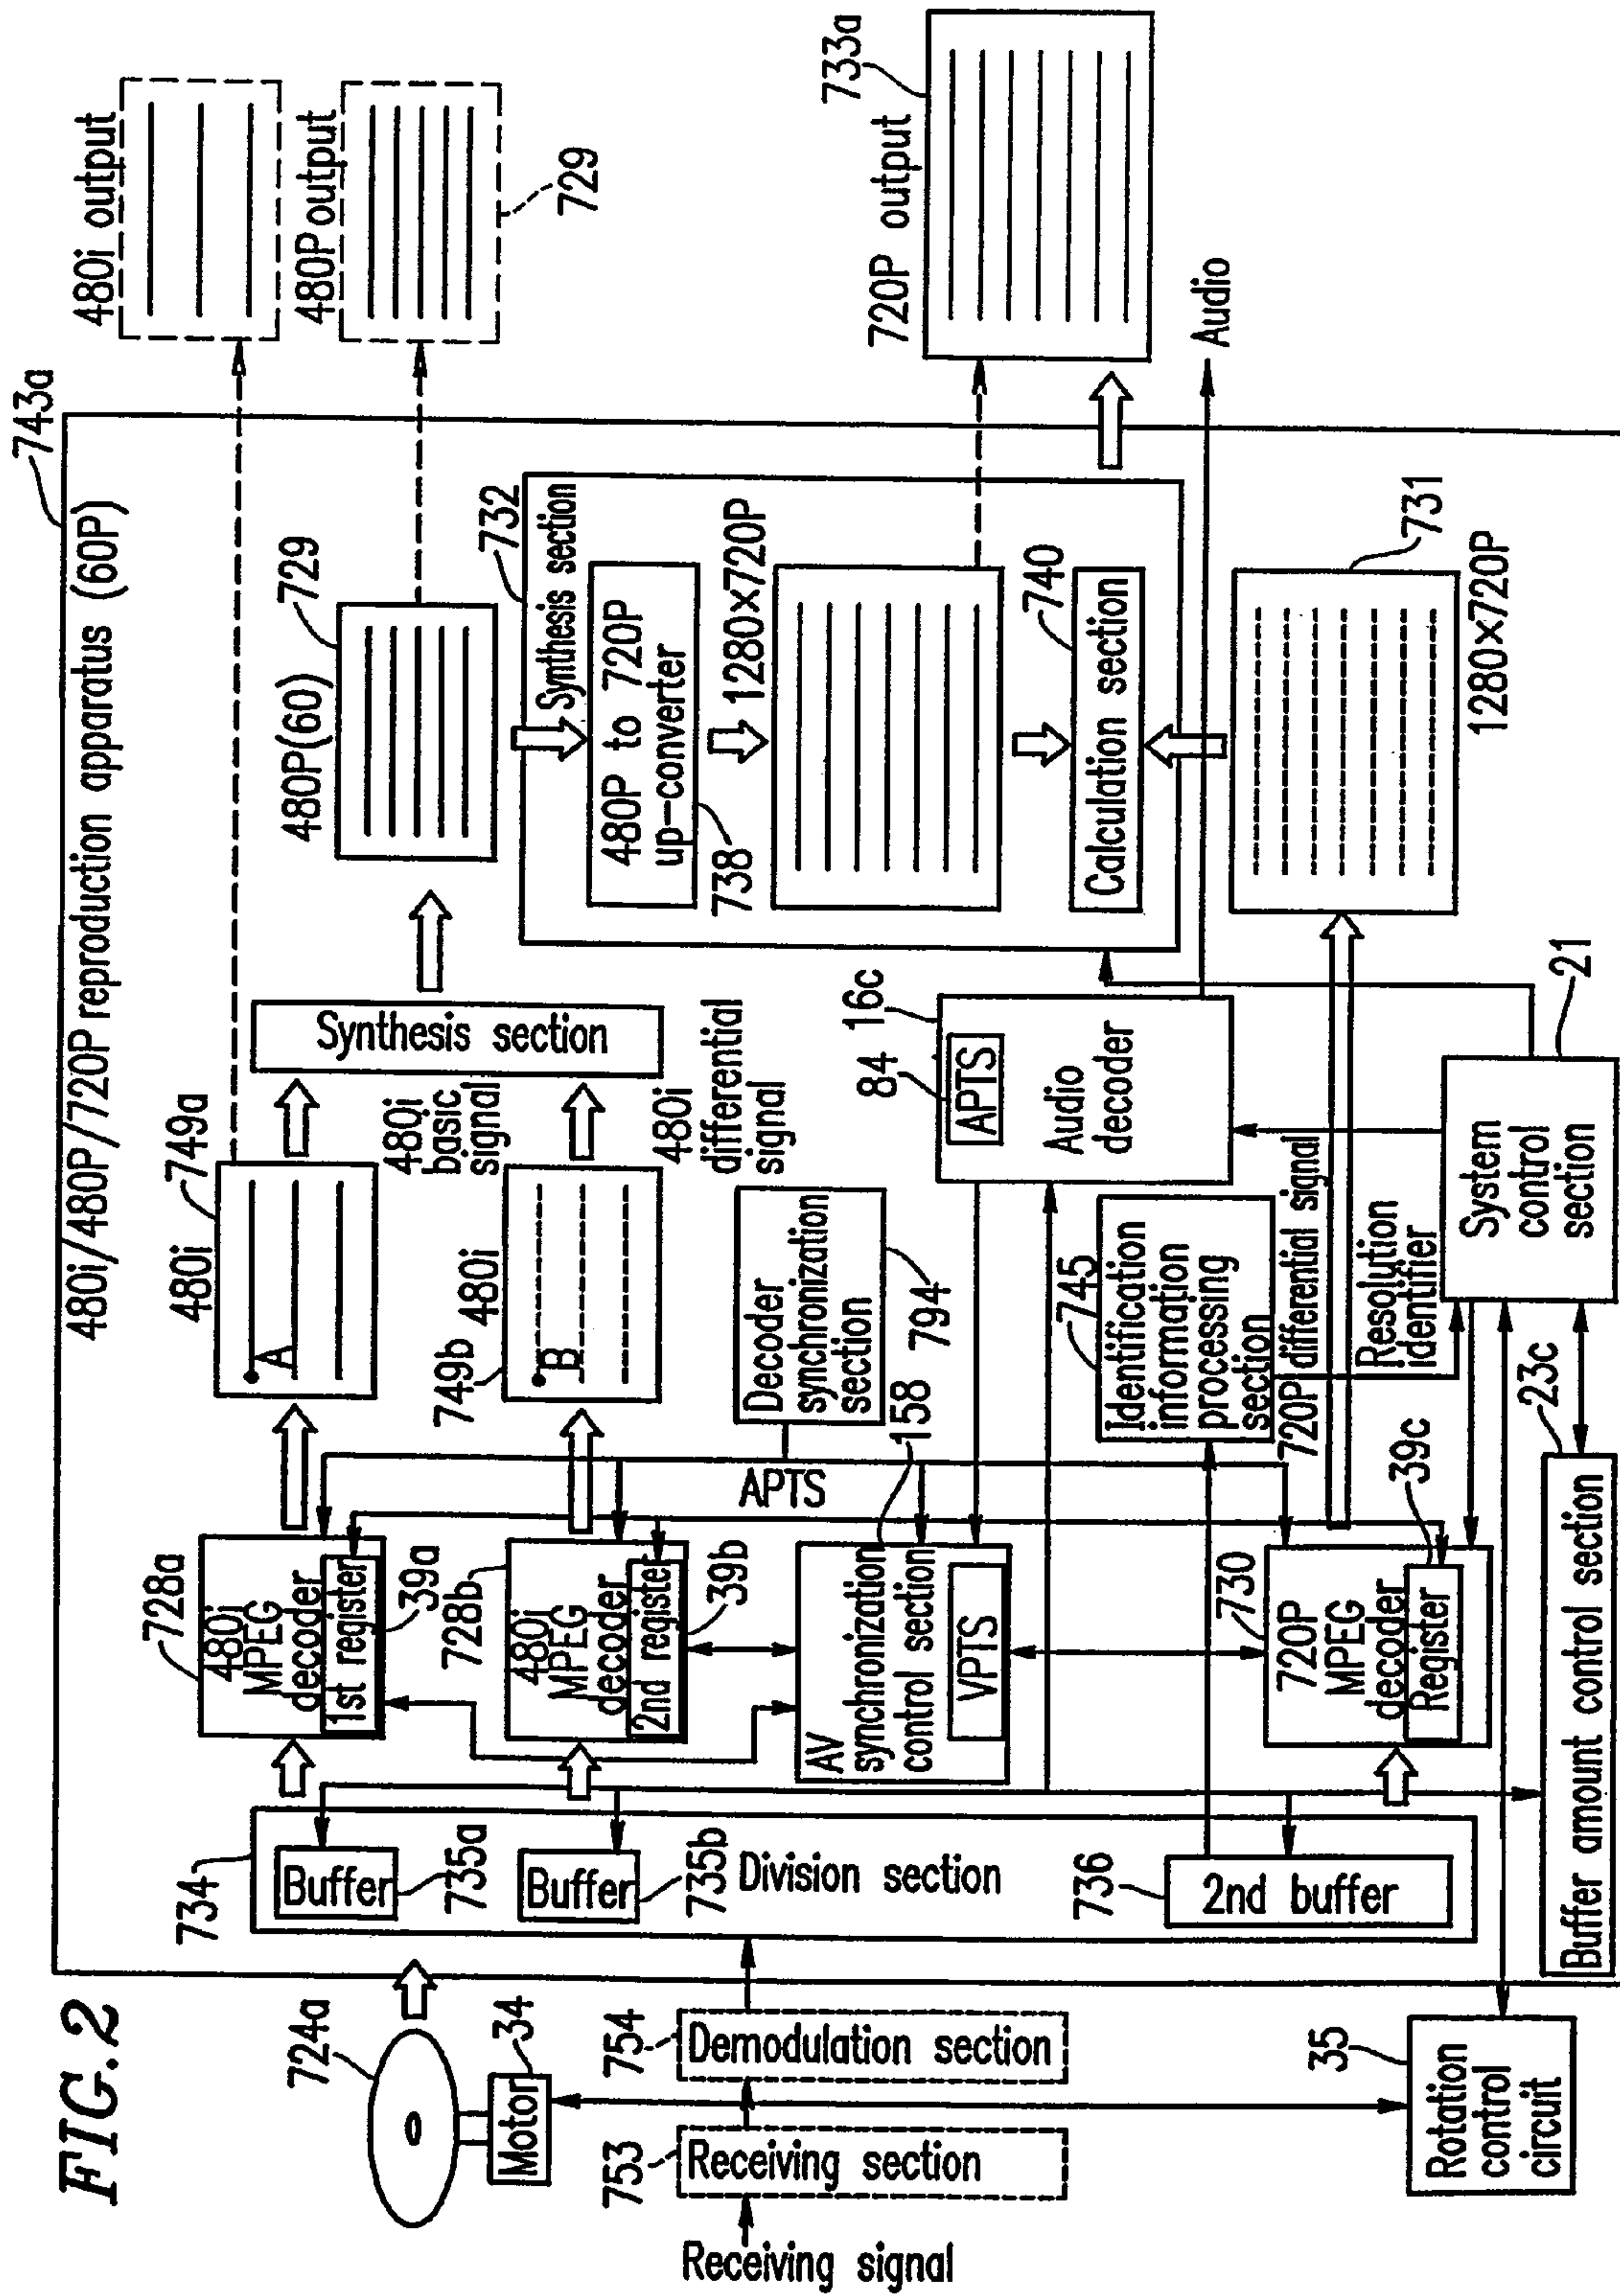 FIG.2
743a
480i/480P/720P reproduction apparatus (60P)
724a
Motor
34
753
Receiving section
Receiving signal
754
Demodulation section
35
Rotation
control
circuit
734
Buffer
735a
Buffer
735b
Division section
736
2nd buffer
728a
480i
MPEG
decoder
1st register
39a
728b
480i
MPEG
decoder
2nd register
39b
APTS
AV
synchronization
control section
VPTS
158
730
720P
MPEG
decoder
Register
39c
Buffer amount control section
23c
749a
480i
A
480i
basic
signal
749b
480i
B
480i
differential
signal
Decoder
synchronization
section
794
745
Identification
information
processing
section
720P differential signal
Resolution
identifier
Synthesis section
16c
84
APTS
Audio
decoder
System
control
section
21
729
480P(60)
732
Synthesis section
480P to 720P
up-converter
738
1280×720P
740
Calculation section
731
1280×720P
480i output
480P output
729
733a
720P output
Audio